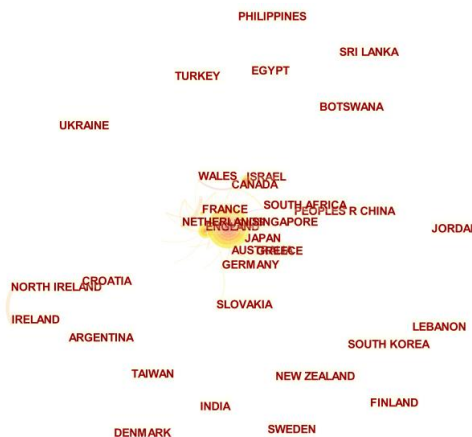 PHILIPPINES
SRI LANKA
EGYPT
TURKEY
BOTSWANA
UKRAINE
WALES
ISRAEL
CANADA
SOUTH AFRICA
FRANCE
PEOPLES R CHINA
NETHERLANDS
SINGAPORE
ENGLAND
JORDAN
JAPAN
GREECE
GERMANY
CROATIA
NORTH IRELAND
SLOVAKIA
IRELAND
LEBANON
ARGENTINA
SOUTH KOREA
TAIWAN
NEW ZEALAND
FINLAND
INDIA
SWEDEN
DENMARK